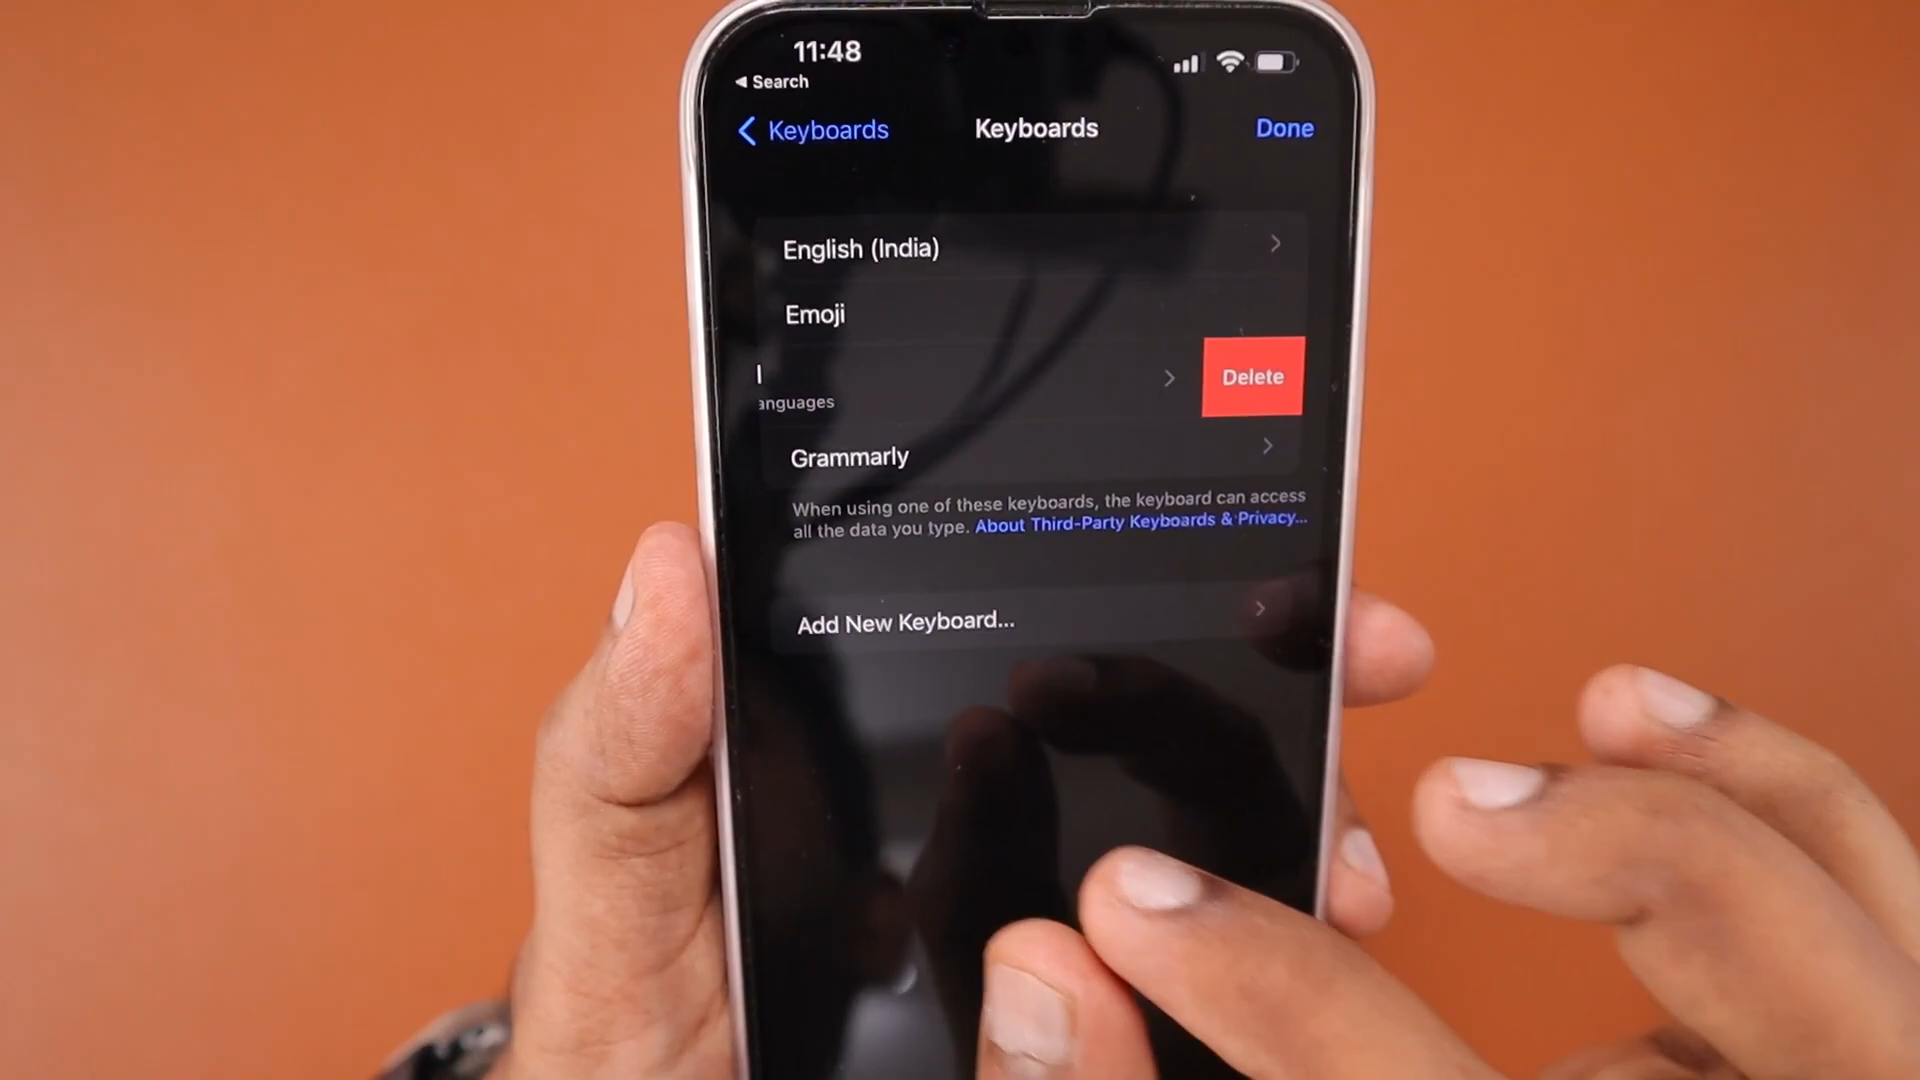 11:48
Search
Keyboards
Keyboards
Done
English (India)
Emoji
Delete
anguages
Grammarly
When using one of these keyboards, the keyboard can access
all the data you type. About Third-Party Keyboards & Privacy...
Add New Keyboard...